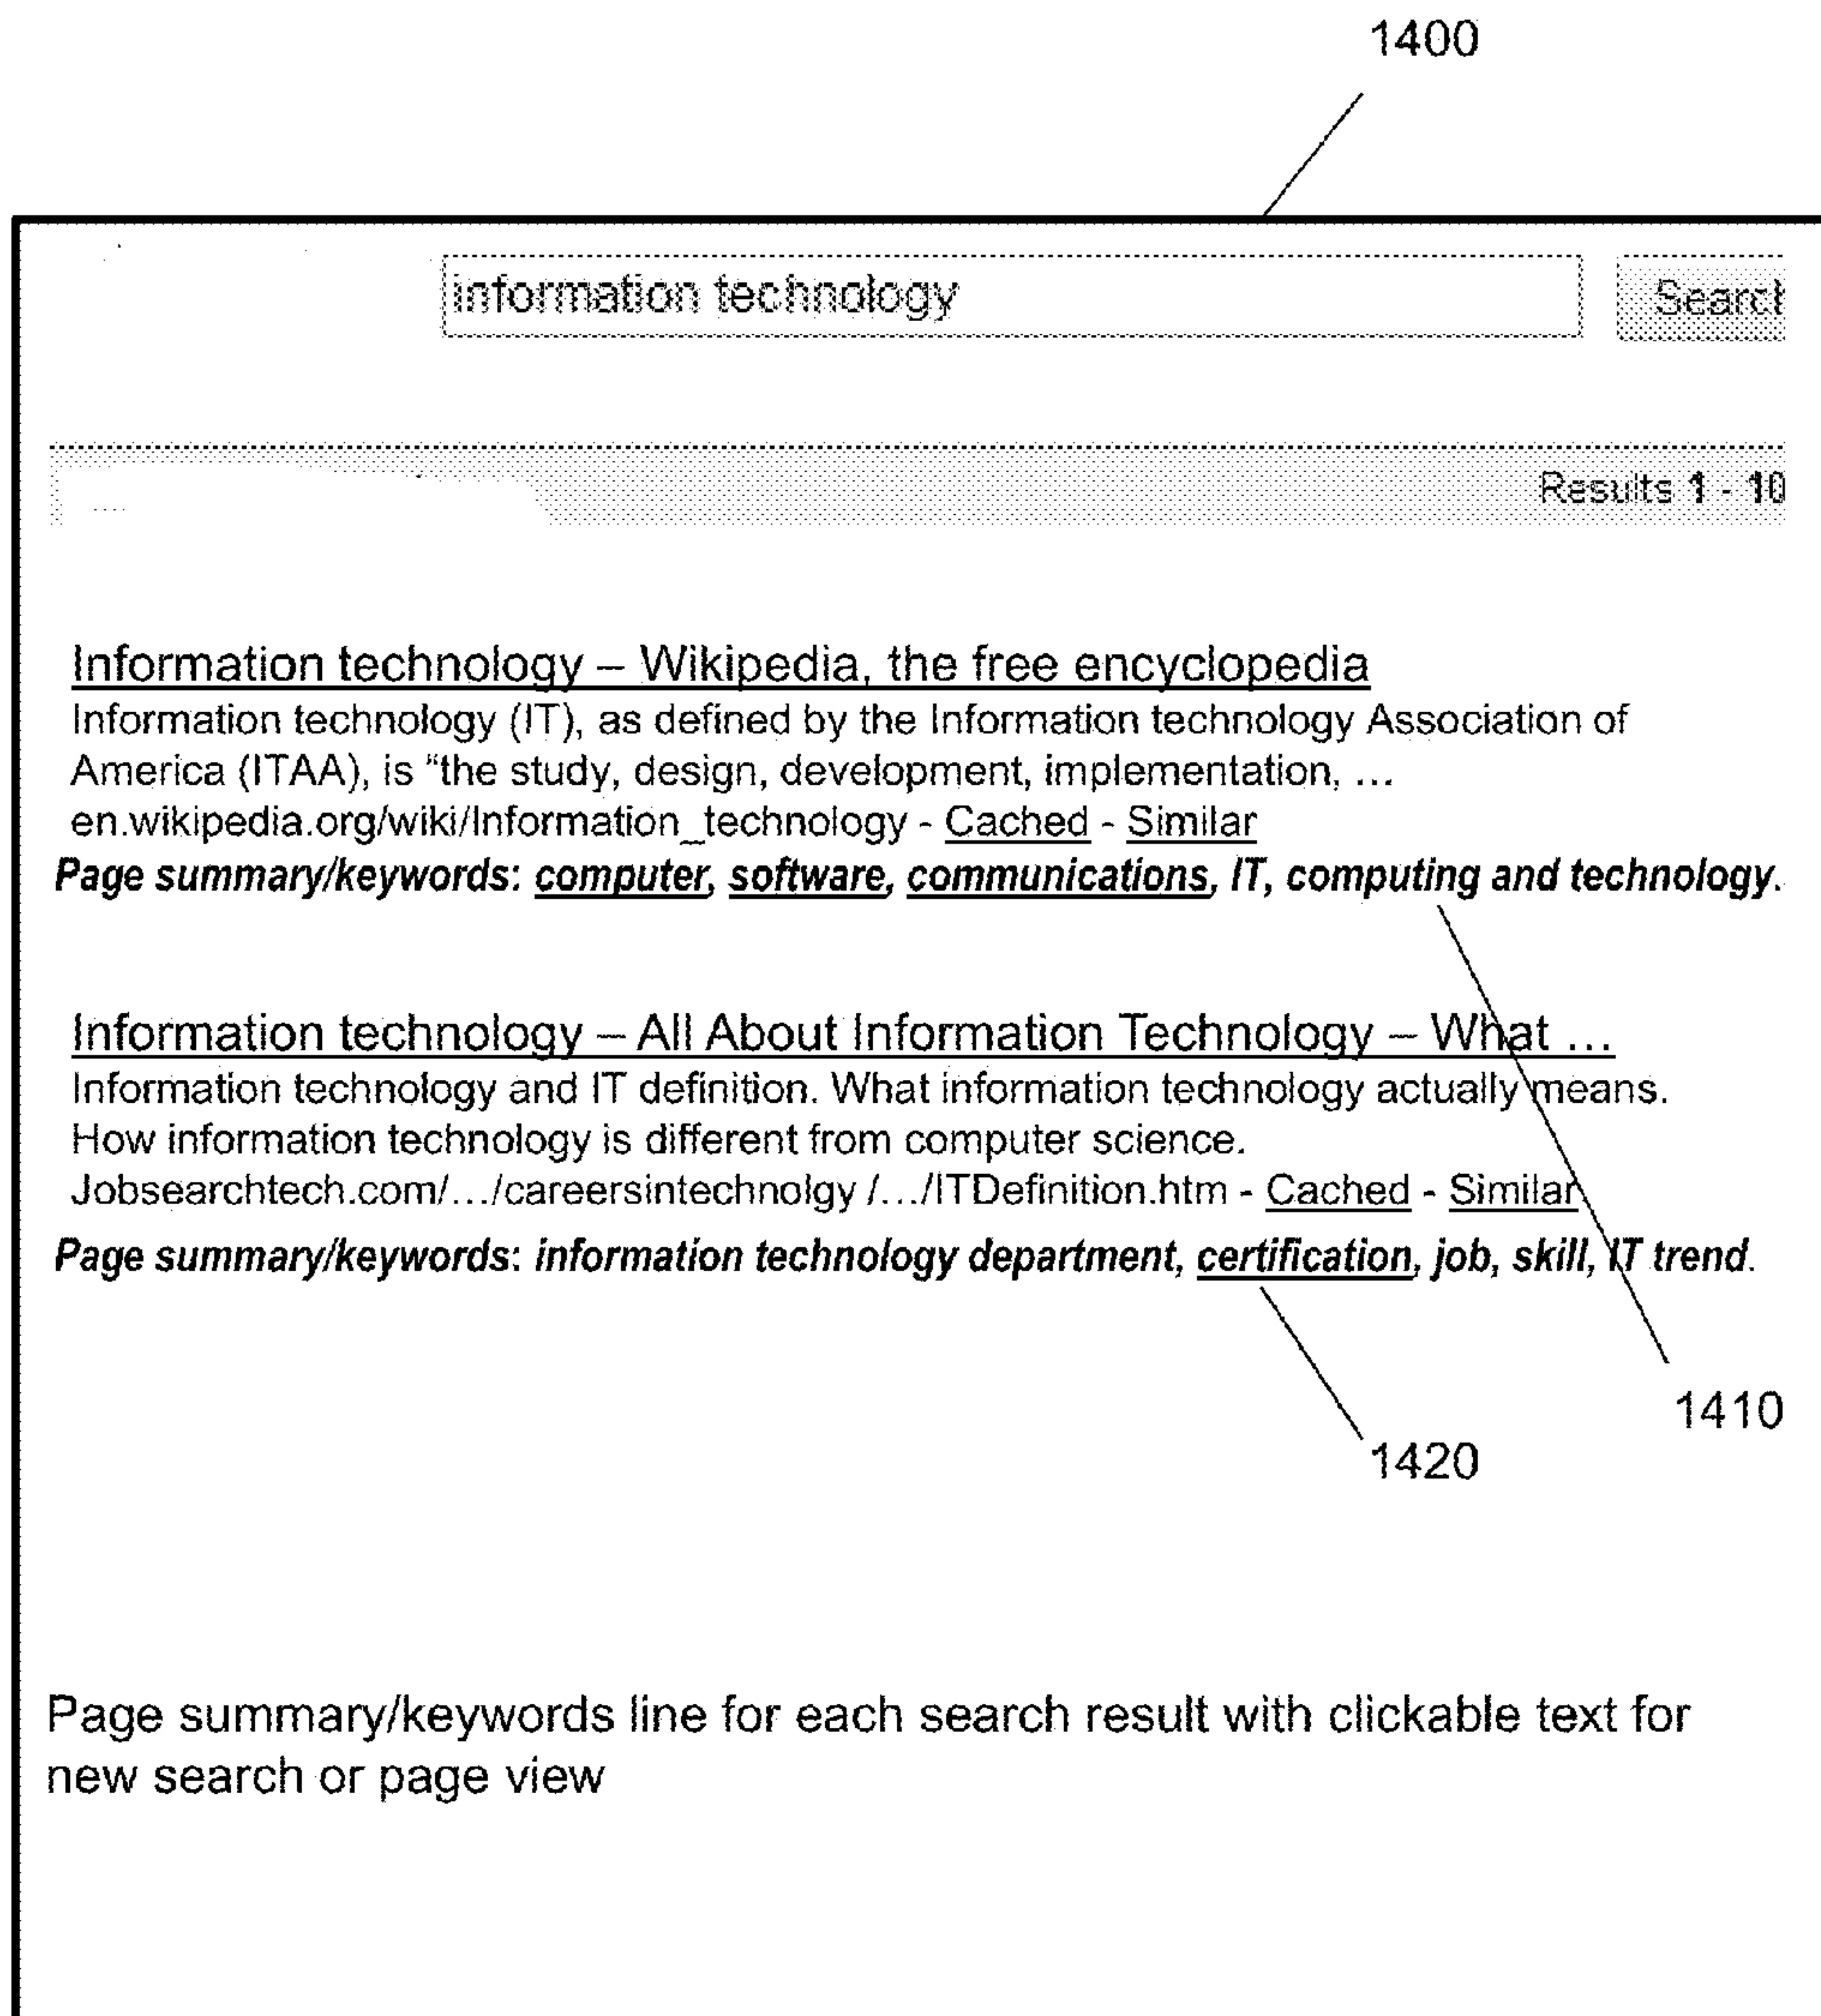 1400
information technology
Search
Results 1 - 10
Information technology – Wikipedia, the free encyclopedia
Information technology (IT), as defined by the Information technology Association of
America (ITAA), is “the study, design, development, implementation, …
en.wikipedia.org/wiki/Information_technology - Cached - Similar
Page summary/keywords: computer, software, communications, IT, computing and technology.
Information technology – All About Information Technology – What …
Information technology and IT definition. What information technology actually means.
How information technology is different from computer science.
Jobsearchtech.com/…/careersintechnolgy /…/ITDefinition.htm - Cached - Similar
Page summary/keywords: information technology department, certification, job, skill, IT trend.
1410
1420
Page summary/keywords line for each search result with clickable text for
new search or page view